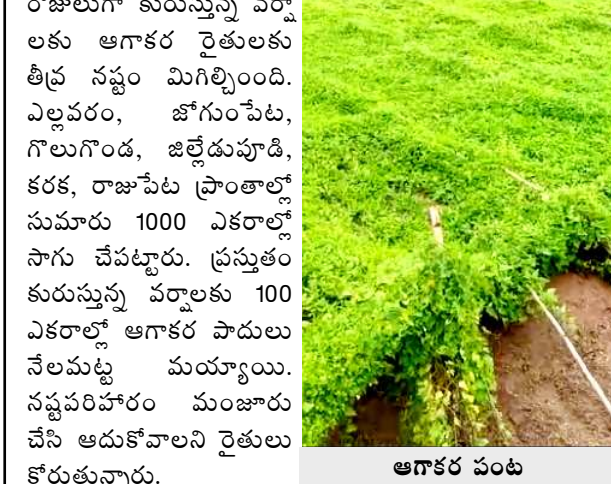 రోజులుగా కురుస్తున్న వర్షా
లకు ఆగాకర రైతులకు
తీవ్ర నష్టం మిగిల్చింది.
ఎల్లవరం, జోగుంపేట,
గొలుగొండ, జిల్లేడుపూడి,
కరక, రాజుపేట ప్రాంతాల్లో
సుమారు 1000 ఎకరాల్లో
సాగు చేపట్టారు. ప్రస్తుతం
కురుస్తున్న వర్షాలకు 100
ఎకరాల్లో ఆగాకర పాదులు
నేలమట్ట మయ్యాయి.
నష్టపరిహారం మంజూరు
చేసి ఆదుకోవాలని రైతులు
కోరుతున్నారు.
ఆగాకర పంట